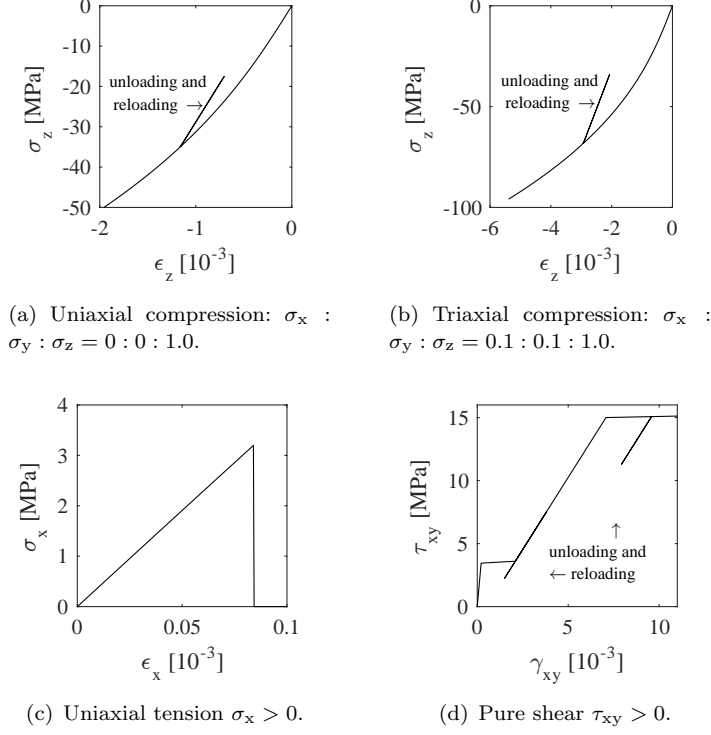 0
-10
-20
-30
-40
-50
σz [MPa]
unloading and
reloading →
-2 -1 0
ϵz [10-3]
0
-50
-100
σz [MPa]
unloading and
reloading →
-6 -4 -2 0
ϵz [10-3]
(a) Uniaxial compression: σx :
σy : σz = 0 : 0 : 1.0.
(b) Triaxial compression: σx :
σy : σz = 0.1 : 0.1 : 1.0.
4
3
2
1
0
σx [MPa]
0 0.05 0.1
ϵx [10-3]
15
10
5
0
τxy [MPa]
↑
unloading and
← reloading
0 5 10
γxy [10-3]
(c) Uniaxial tension σx > 0.
(d) Pure shear τxy > 0.